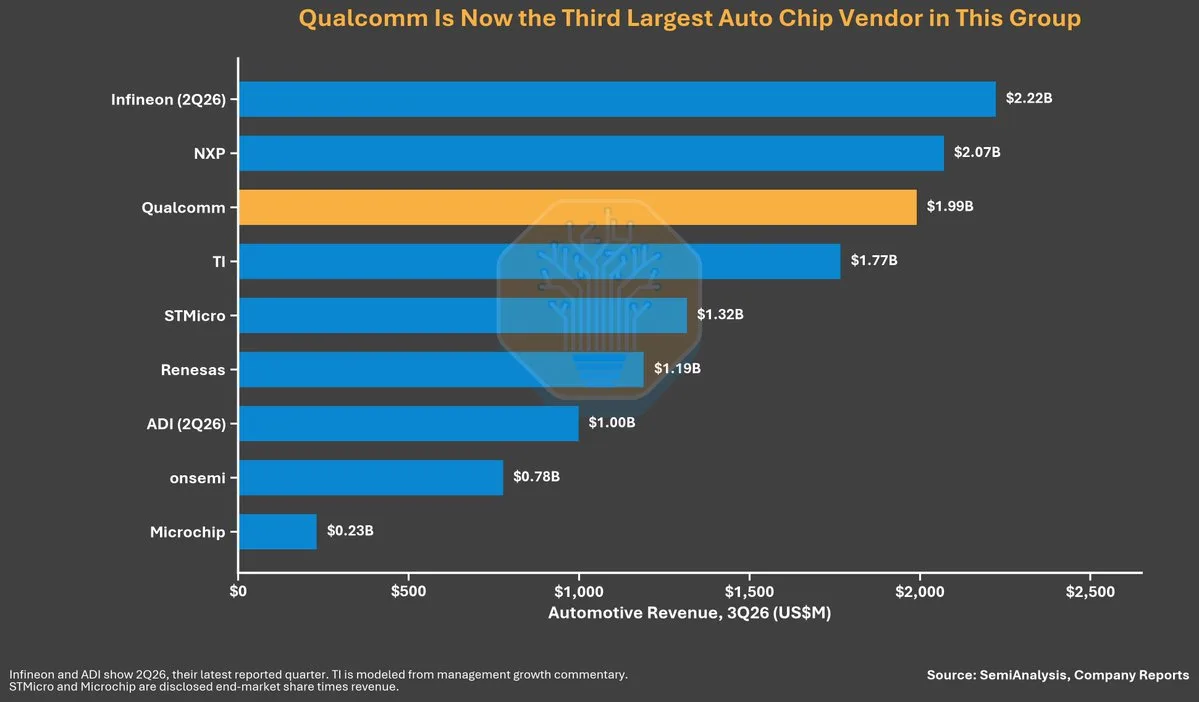 Qualcomm Is Now the Third Largest Auto Chip Vendor in This Group
Infineon (2Q26)
$2.22B
NXP
$2.07B
Qualcomm
$1.99B
TI
$1.77B
STMicro
$1.32B
Renesas
$1.19B
ADI (2Q26)
$1.00B
onsemi
$0.78B
Microchip
$0.23B
$0
$500
$1,000
$1,500
$2,000
$2,500
Automotive Revenue, 3Q26 (US$M)
Infineon and ADI show 2Q26, their latest reported quarter. TI is modeled from management growth commentary.
STMicro and Microchip are disclosed end-market share times revenue.
Source: SemiAnalysis, Company Reports